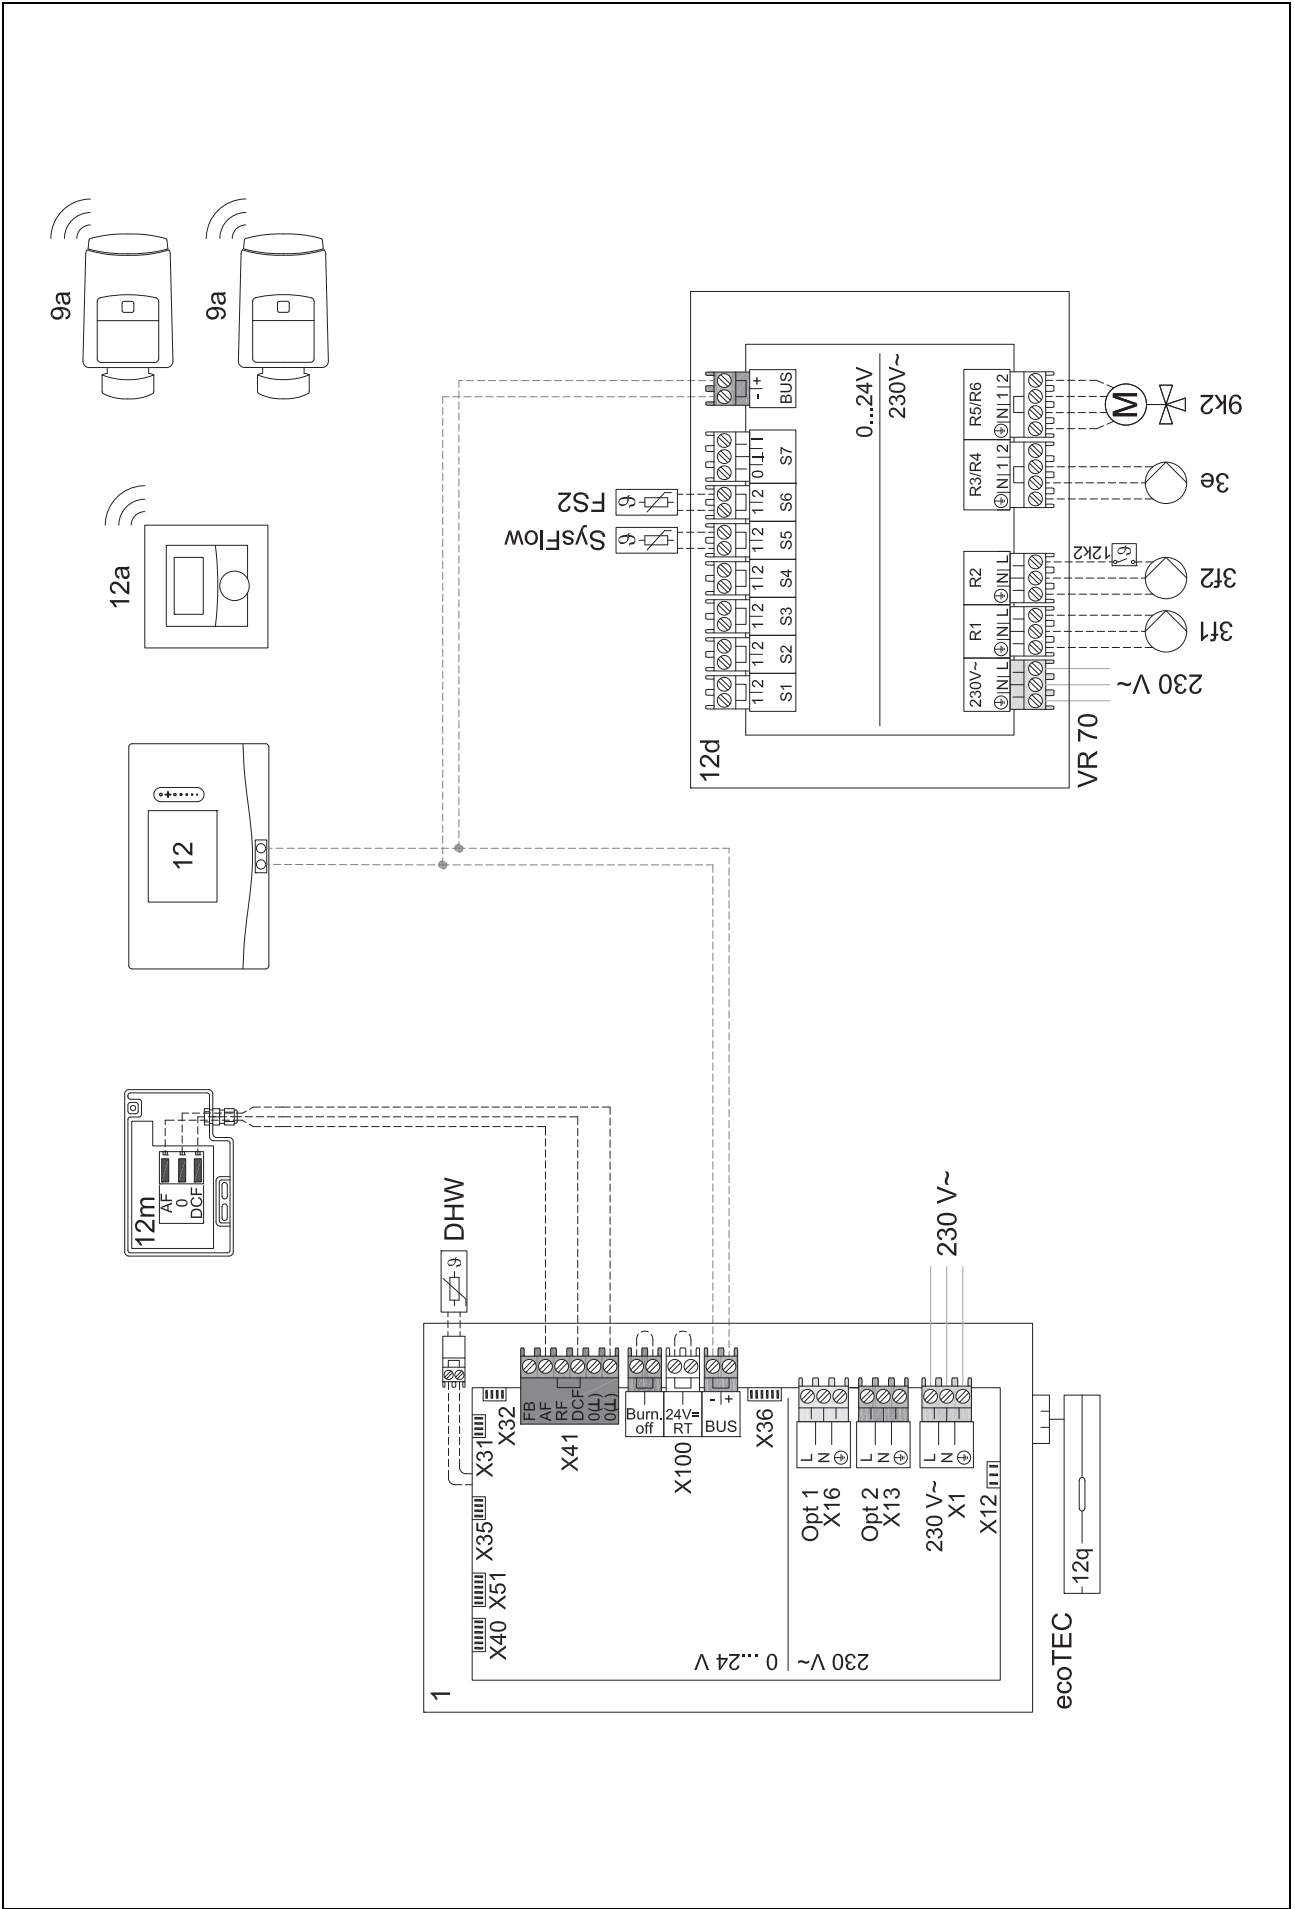 9a
9a
12a
12
12m
AF
0
DCF
DHW
12d
VR 70
BUS
- +
S7
0 1
S6
1 2
S5
1 2
S4
1 2
S3
1 2
S2
1 2
S1
1 2
FS2
SysFlow
0...24V
230V~
R5/R6
N 1 2
R3/R4
N 1 2
R2
N L
R1
N L
230V~
N L
M
9k2
3e
12k2
ϑ
3f2
3f1
230 V~
ϑ
ϑ
ϑ
1
ecoTEC
X32
X31
X35
X51
X40
X41
FB
AF
RF
DCF
0(⊥)
0(⊥)
Burn.
off
24V=
RT
X100
- +
BUS
X36
L
N
Opt 1
X16
L
N
Opt 2
X13
L
N
230 V~
X1
X12
230 V~
0...24 V
230 V~
12q